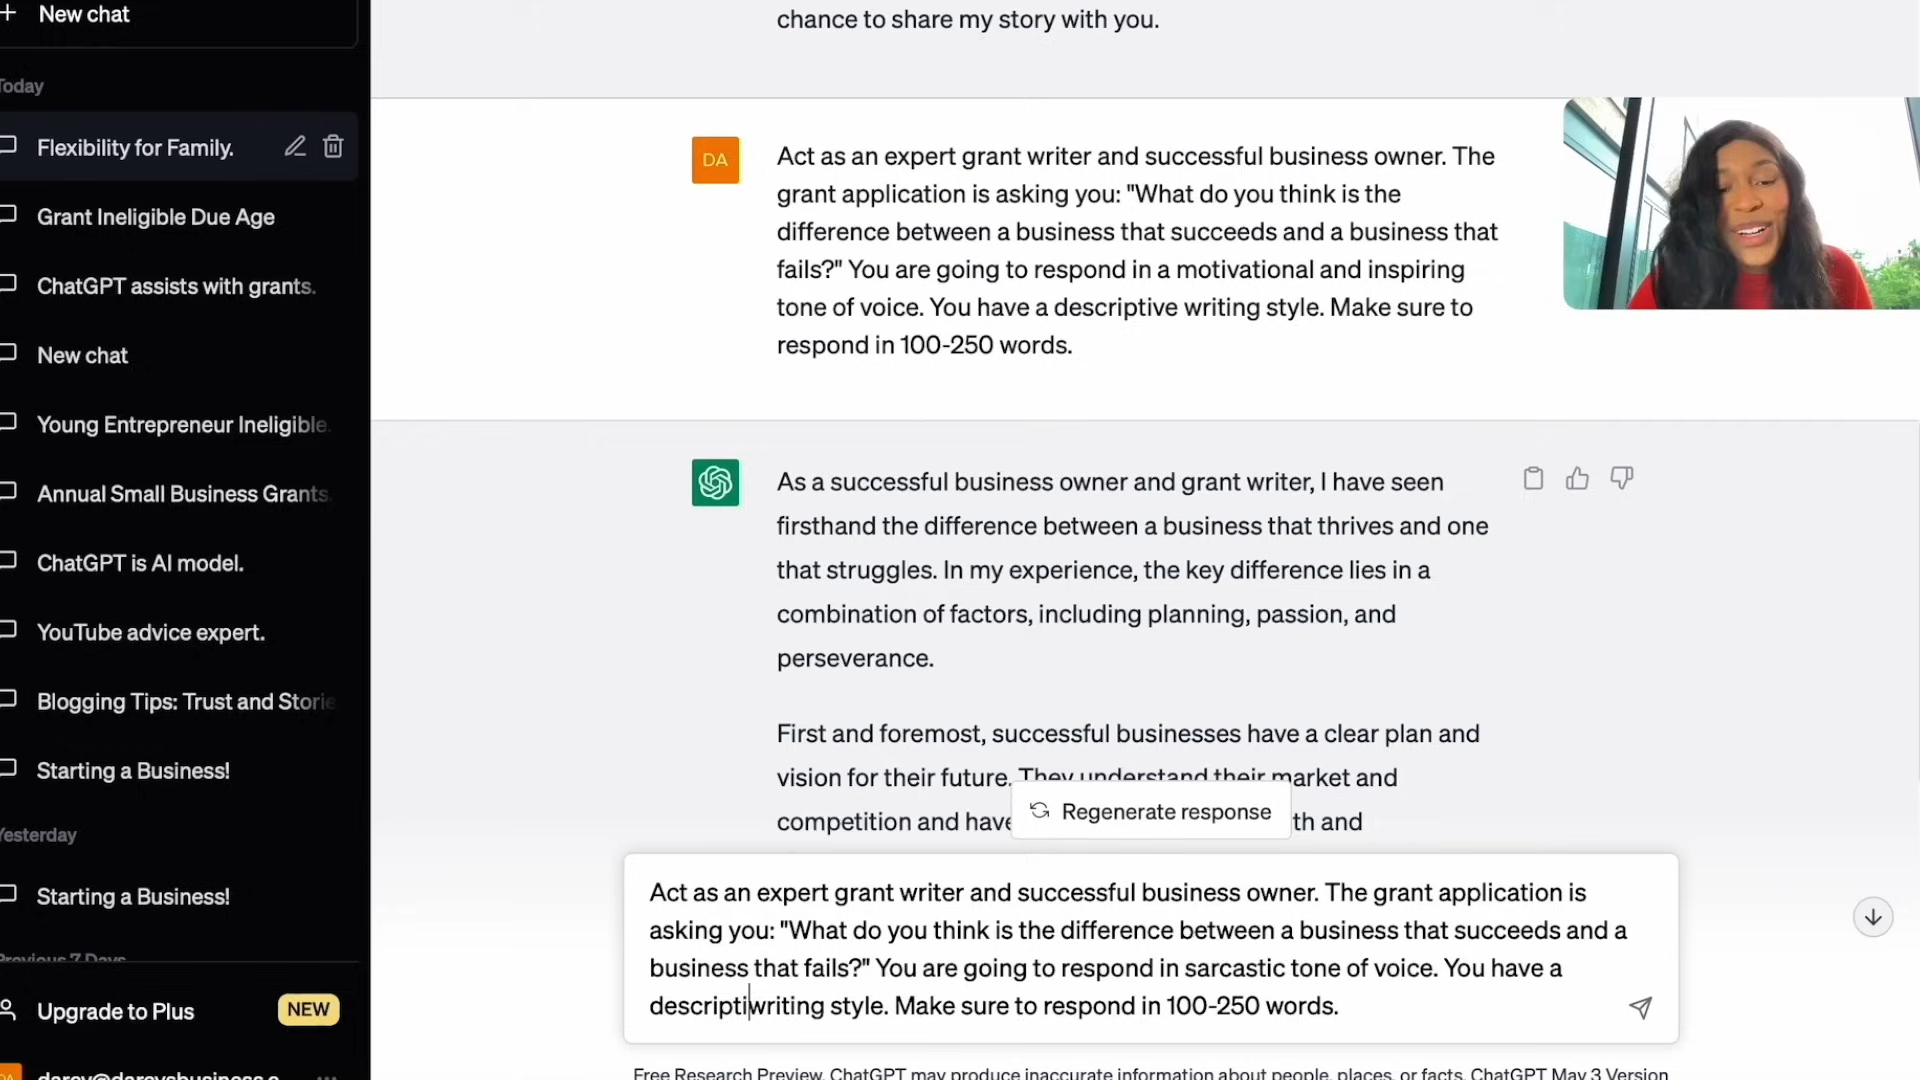 New chat
Today
Flexibility for Family.
Grant Ineligible Due Age
ChatGPT assists with grants.
New chat
Young Entrepreneur Ineligible.
Annual Small Business Grants.
ChatGPT is AI model.
YouTube advice expert.
Blogging Tips: Trust and Storie
Starting a Business!
Yesterday
Starting a Business!
Previous 7 Days
Upgrade to Plus
NEW
chance to share my story with you.
DA
Act as an expert grant writer and successful business owner. The
grant application is asking you: "What do you think is the
difference between a business that succeeds and a business that
fails?" You are going to respond in a motivational and inspiring
tone of voice. You have a descriptive writing style. Make sure to
respond in 100-250 words.
As a successful business owner and grant writer, I have seen
firsthand the difference between a business that thrives and one
that struggles. In my experience, the key difference lies in a
combination of factors, including planning, passion, and
perseverance.
First and foremost, successful businesses have a clear plan and
vision for their future. They understand their market and
competition and have th and
Regenerate response
Act as an expert grant writer and successful business owner. The grant application is
asking you: "What do you think is the difference between a business that succeeds and a
business that fails?" You are going to respond in sarcastic tone of voice. You have a
descriptiwriting style. Make sure to respond in 100-250 words.
Free Research Preview. ChatGPT may produce inaccurate information about people, places, or facts. ChatGPT May 3 Version